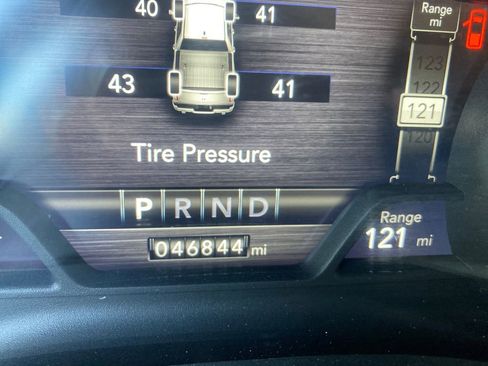 40 41
Range
mi
123
122
43 41
121
120
Tire Pressure
P R N D
Range
046844 mi
121 mi